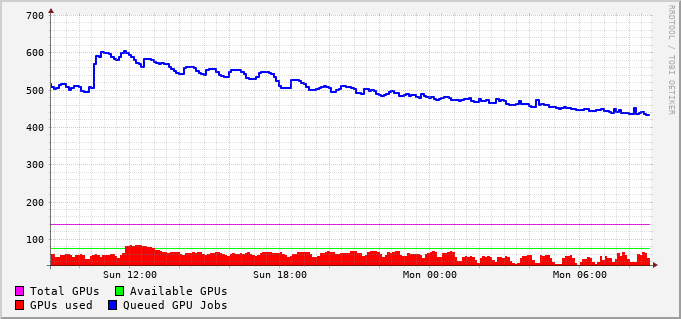 700
600
500
400
300
200
100
Sun 12:00 Sun 18:00 Mon 00:00 Mon 06:00
Total GPUs Available GPUs
GPUs used Queued GPU Jobs
RRDTOOL / TOBI OETIKER